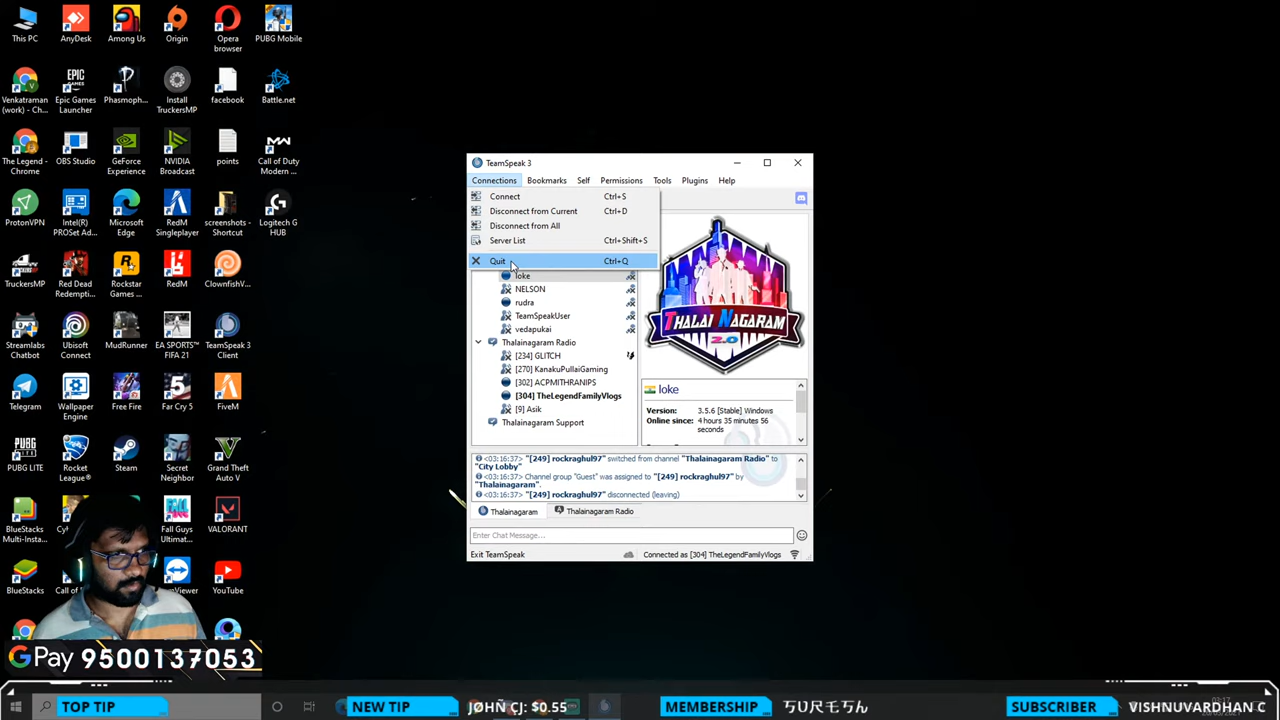 This PC
AnyDesk
Among Us
Origin
Opera browser
PUBG Mobile
Venkatraman (work) - Ch...
Epic Games Launcher
Phasmoph...
Install TruckersMP
facebook
Battle.net
The Legend - Chrome
OBS Studio
GeForce Experience
NVIDIA Broadcast
points
Call of Duty Modern...
ProtonVPN
Intel(R) PROSet Ad...
Microsoft Edge
RedM Singleplayer
screenshots - Shortcut
Logitech G HUB
TruckersMP
Red Dead Redempti...
Rockstar Games ...
RedM
ClownfishV...
Streamlabs Chatbot
Ubisoft Connect
MudRunner
EA SPORTS™ FIFA 21
TeamSpeak 3 Client
Telegram
Wallpaper Engine
Free Fire
Far Cry 5
FiveM
PUBG LITE
Rocket League®
Steam
Secret Neighbor
Grand Theft Auto V
BlueStacks Multi-Insta...
Fall Guys Ultimat...
VALORANT
BlueStacks
YouTube
TeamSpeak 3
Connections Bookmarks Self Permissions Tools Plugins Help
Connect Ctrl+S
Disconnect from Current Ctrl+D
Disconnect from All
Server List Ctrl+Shift+S
Quit Ctrl+Q
loke
NELSON
rudra
TeamSpeakUser
vedapukai
Thalainagaram Radio
[234] GLITCH
[270] KanakuPullaiGaming
[302] ACPMITHRANIPS
[304] TheLegendFamilyVlogs
[9] Asik
Thalainagaram Support
THALAI NAGARAM
2.0
loke
Version: 3.5.6 [Stable] Windows
Online since: 4 hours 35 minutes 56 seconds
<03:16:37> "[249] rockraghul97" switched from channel "Thalainagaram Radio" to "City Lobby"
<03:16:37> Channel group "Guest" was assigned to "[249] rockraghul97" by "Thalainagaram".
<03:16:37> "[249] rockraghul97" disconnected (leaving)
Thalainagaram Thalainagaram Radio
Enter Chat Message...
Exit TeamSpeak Connected as [304] TheLegendFamilyVlogs
G Pay 9500137053
TOP TIP NEW TIP JØHÑ CJ: $0.55 MEMBERSHIP SUBSCRIBER VISHNUVARDHAN C
03:17